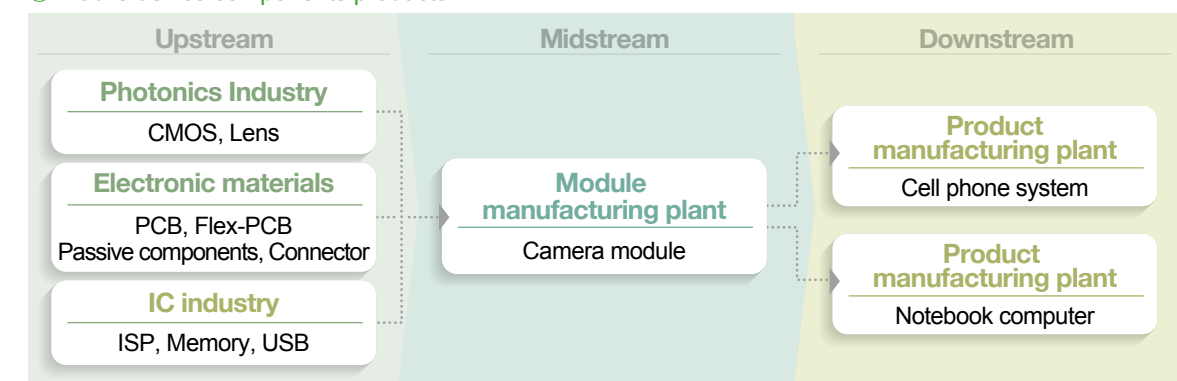 Upstream
Midstream
Downstream
Photonics Industry
CMOS, Lens
Electronic materials
PCB, Flex-PCB
Passive components, Connector
IC industry
ISP, Memory, USB
Module
manufacturing plant
Camera module
Product
manufacturing plant
Cell phone system
Product
manufacturing plant
Notebook computer